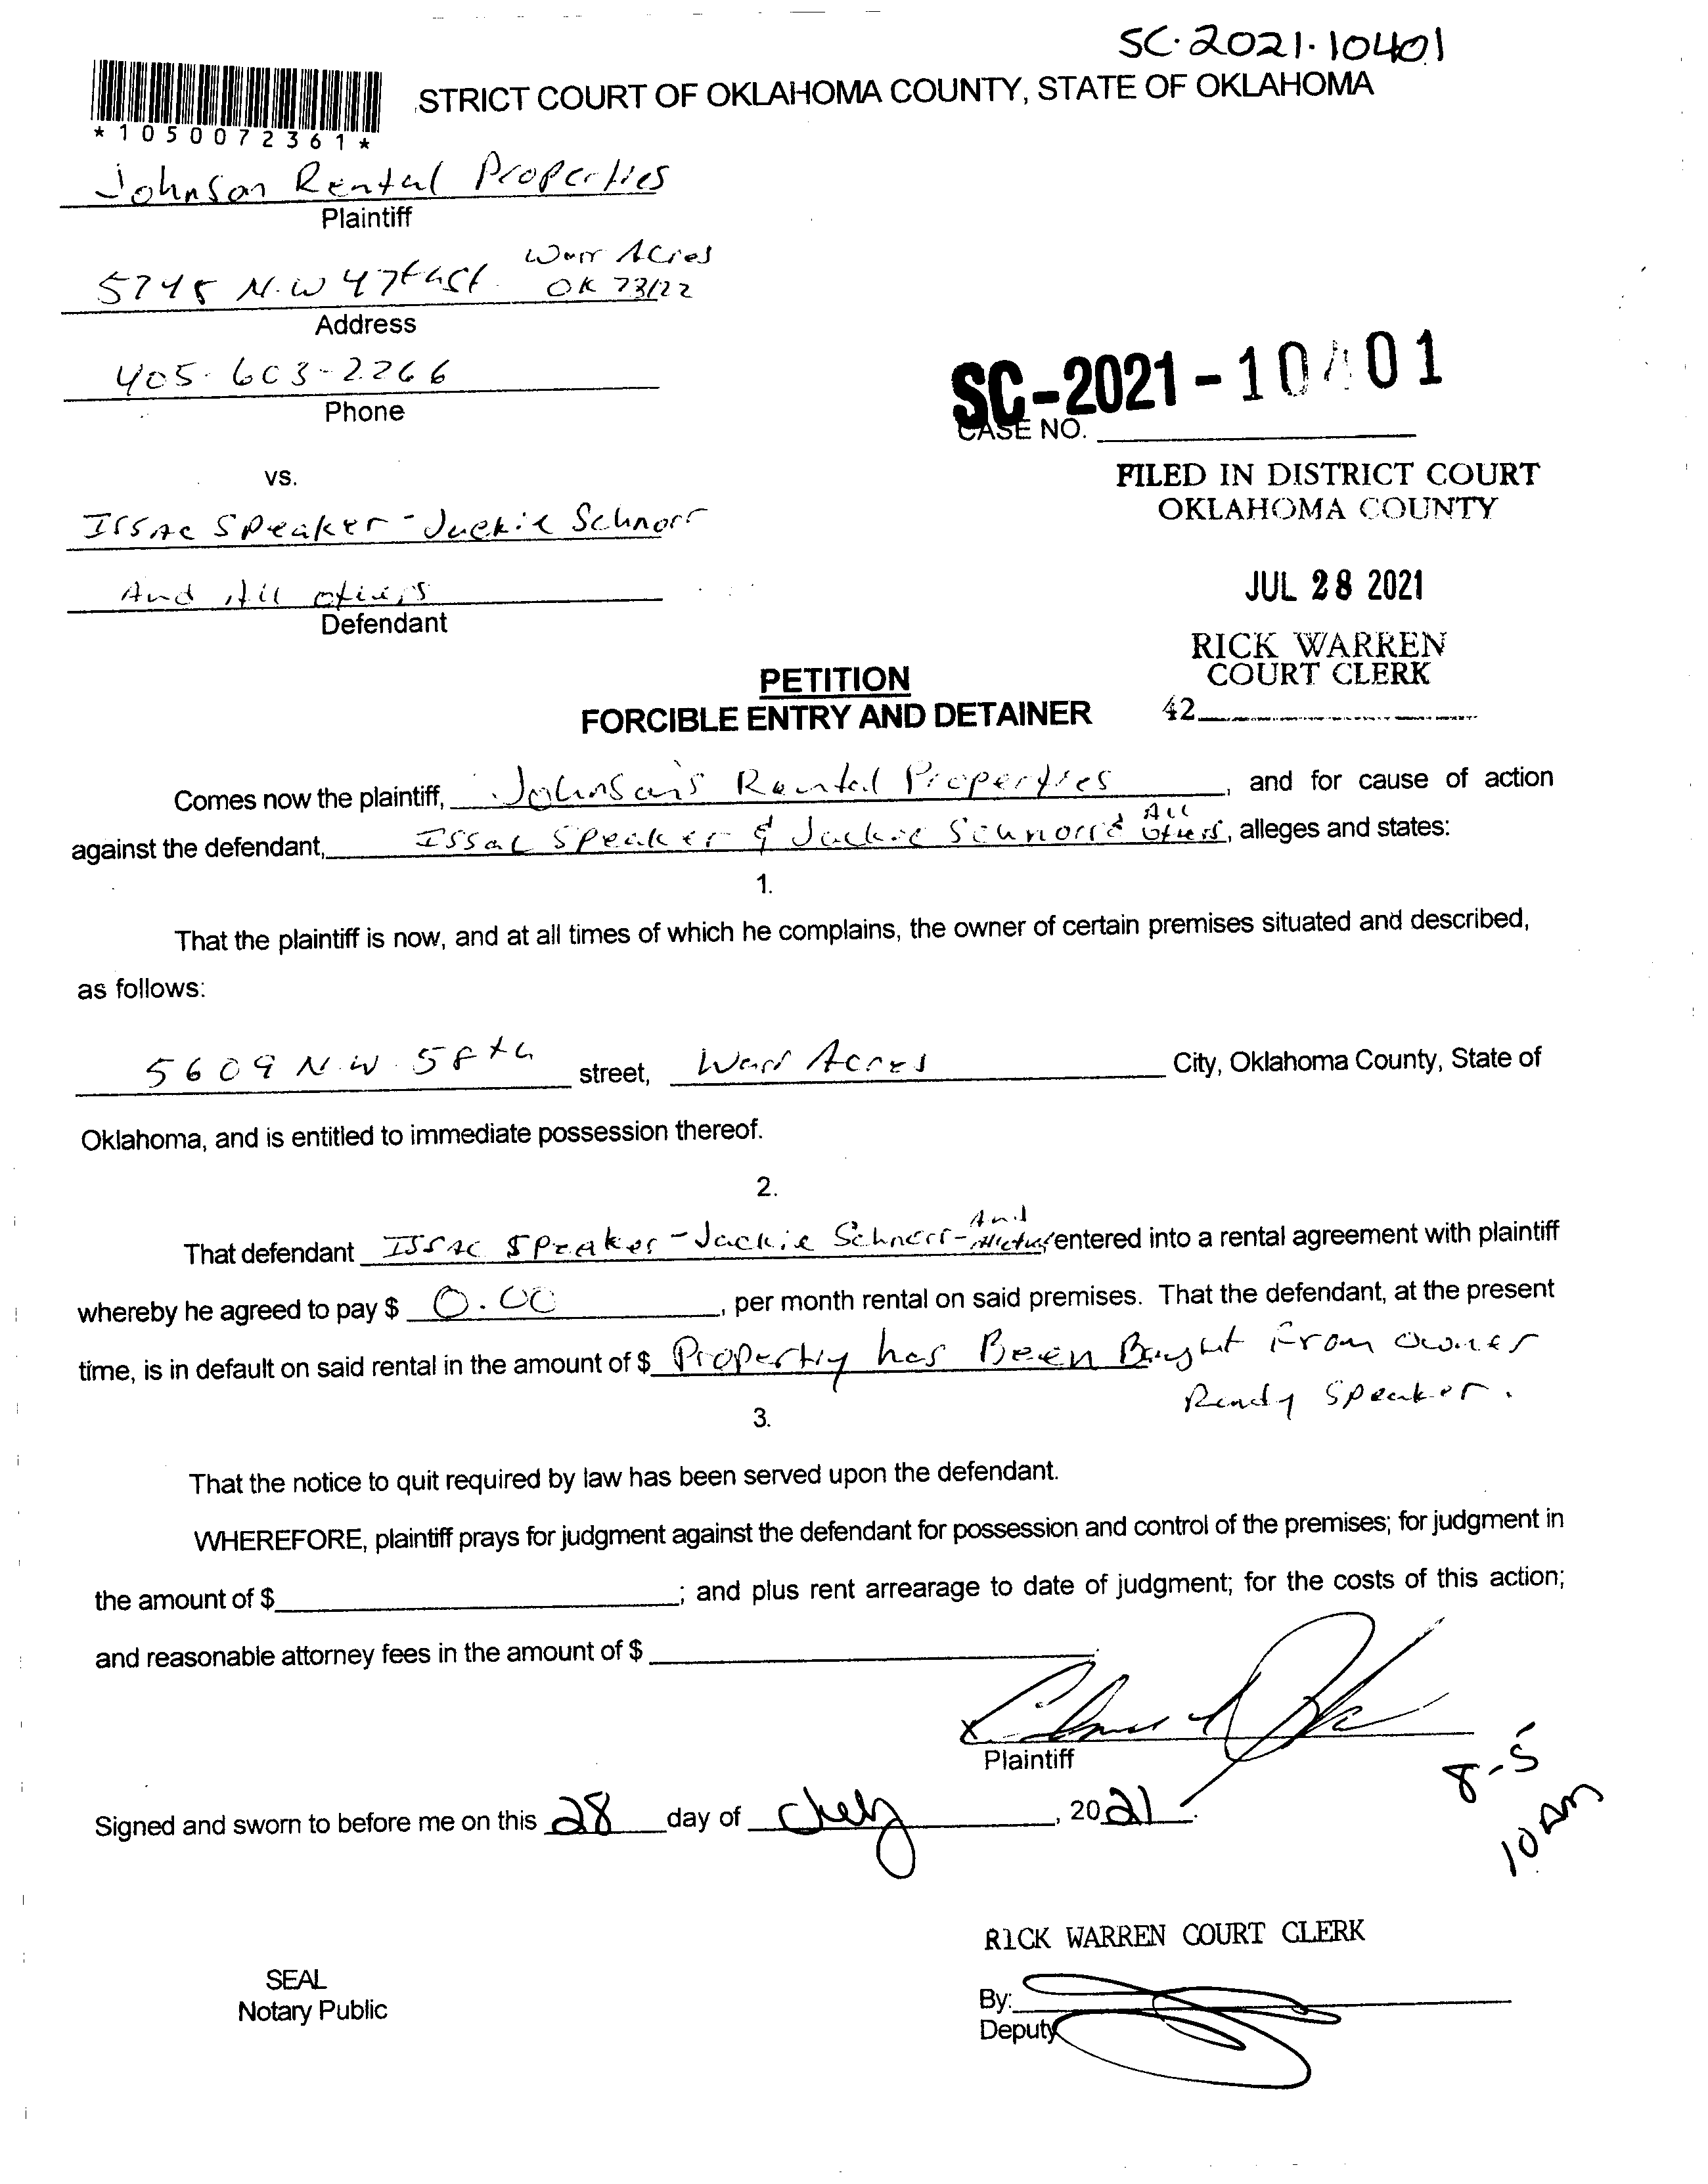 SC-2021-10401
STRICT COURT OF OKLAHOMA COUNTY, STATE OF OKLAHOMA
*1050072361*
Johnson Rental Properties
Plaintiff
Warr Acres
N.W 47th St. OK 73122
Address
405-603-2266
Phone
SC-2021-10401
CASE NO.
vs.
FILED IN DISTRICT COURT
OKLAHOMA COUNTY
Issac Speaker - Jackie Schnorr
And All others
Defendant
JUL 28 2021
RICK WARREN
COURT CLERK
42
PETITION
FORCIBLE ENTRY AND DETAINER
Comes now the plaintiff, Johnson's Rental Properties, and for cause of action
against the defendant, Issac Speaker & Jackie Schnorr & All others, alleges and states:
1.
That the plaintiff is now, and at all times of which he complains, the owner of certain premises situated and described,
as follows:
5609 N.W. 58th street, Warr Acres City, Oklahoma County, State of
Oklahoma, and is entitled to immediate possession thereof.
2.
That defendant Issac Speaker - Jackie Schnorr - And entered into a rental agreement with plaintiff
whereby he agreed to pay $ 0.00, per month rental on said premises. That the defendant, at the present
time, is in default on said rental in the amount of $ Property has Been Bought From owner
Speaker.
3.
That the notice to quit required by law has been served upon the defendant.
WHEREFORE, plaintiff prays for judgment against the defendant for possession and control of the premises; for judgment in
the amount of $ ; and plus rent arrearage to date of judgment; for the costs of this action;
and reasonable attorney fees in the amount of $ .
X
Plaintiff
8-5
10 AM
Signed and sworn to before me on this 28 day of July, 2021.
RICK WARREN COURT CLERK
SEAL
Notary Public
By:
Deputy